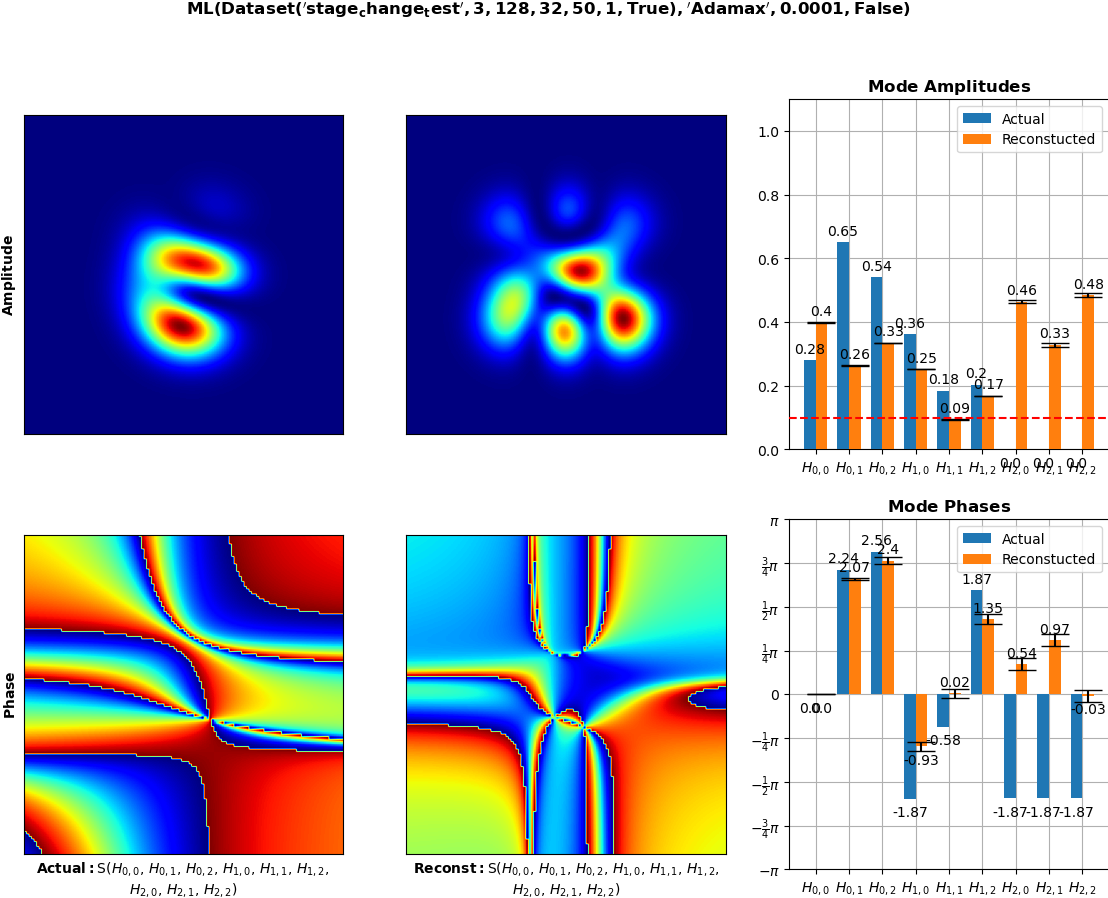 ML(Dataset('stage_change_test', 3, 128, 32, 50, 1, True), 'Adamax', 0.0001, False)
Amplitude
Mode Amplitudes
Actual
Reconstucted
1.0
0.8
0.6
0.4
0.2
0.0
0.28
0.4
0.65
0.26
0.54
0.33
0.36
0.25
0.18
0.09
0.2
0.17
0.0
0.46
0.0
0.33
0.0
0.48
H0,0 H0,1 H0,2 H1,0 H1,1 H1,2 H2,0 H2,1 H2,2
Phase
Mode Phases
Actual
Reconstucted
π
3/4π
1/2π
1/4π
0
−1/4π
−1/2π
−3/4π
−π
0.0
0.0
2.24
2.07
2.56
2.4
-1.87
-0.93
-0.58
0.02
1.87
1.35
-1.87
0.54
-1.87
0.97
-1.87
-0.03
H0,0 H0,1 H0,2 H1,0 H1,1 H1,2 H2,0 H2,1 H2,2
Actual: S(H0,0, H0,1, H0,2, H1,0, H1,1, H1,2,
H2,0, H2,1, H2,2)
Reconst: S(H0,0, H0,1, H0,2, H1,0, H1,1, H1,2,
H2,0, H2,1, H2,2)